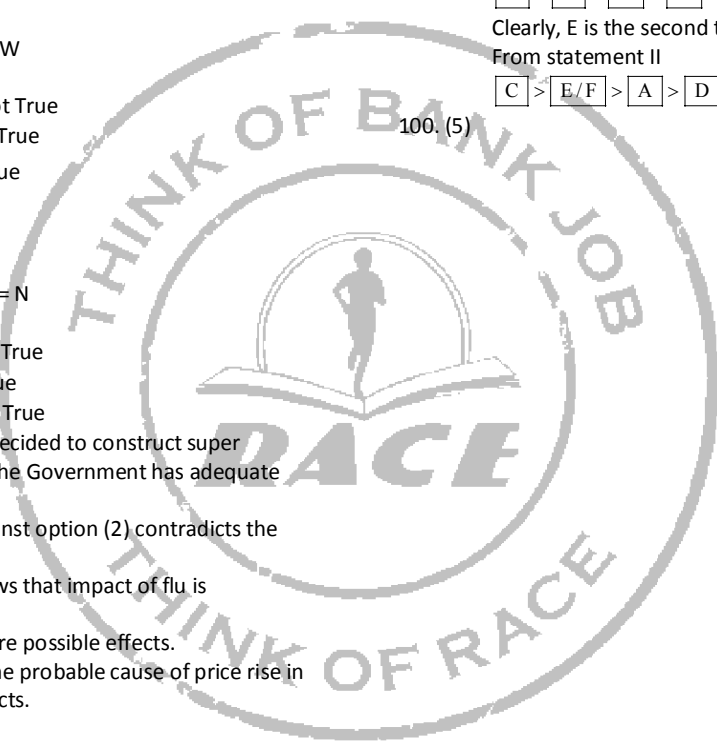 W
t True
True
ue
= N
True
ue
True
ecided to construct super
he Government has adequate
nst option (2) contradicts the
ws that impact of flu is
re possible effects.
he probable cause of price rise in
cts.
Clearly, E is the second t
From statement II
C > E/F > A > D
100. (5)
THINK OF BANK JOB
RACE
THINK OF RACE